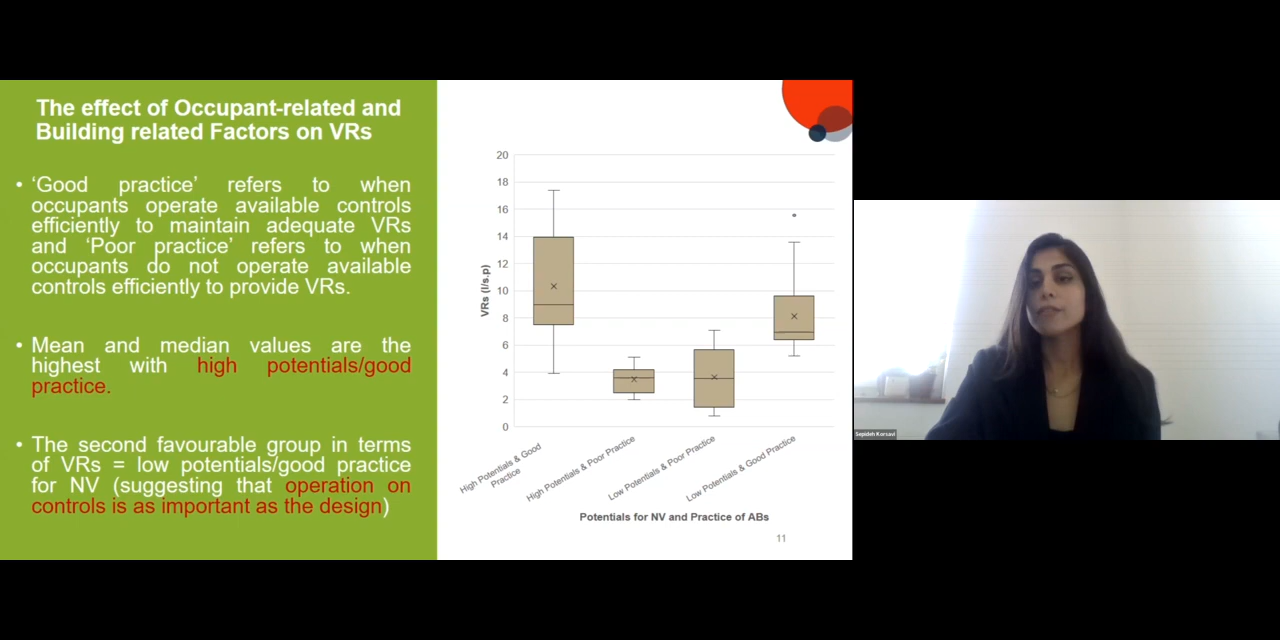 The effect of Occupant-related and
Building related Factors on VRs
• ‘Good practice’ refers to when
occupants operate available controls
efficiently to maintain adequate VRs
and ‘Poor practice’ refers to when
occupants do not operate available
controls efficiently to provide VRs.
• Mean and median values are the
highest with high potentials/good
practice.
• The second favourable group in terms
of VRs = low potentials/good practice
for NV (suggesting that operation on
controls is as important as the design)
20
18
16
14
12
10
8
6
4
2
0
VRs (l/s.p)
High Potentials & Good
Practice
High Potentials & Poor Practice
Low Potentials & Poor Practice
Low Potentials & Good Practice
Potentials for NV and Practice of ABs
11
Sepideh Korsavi